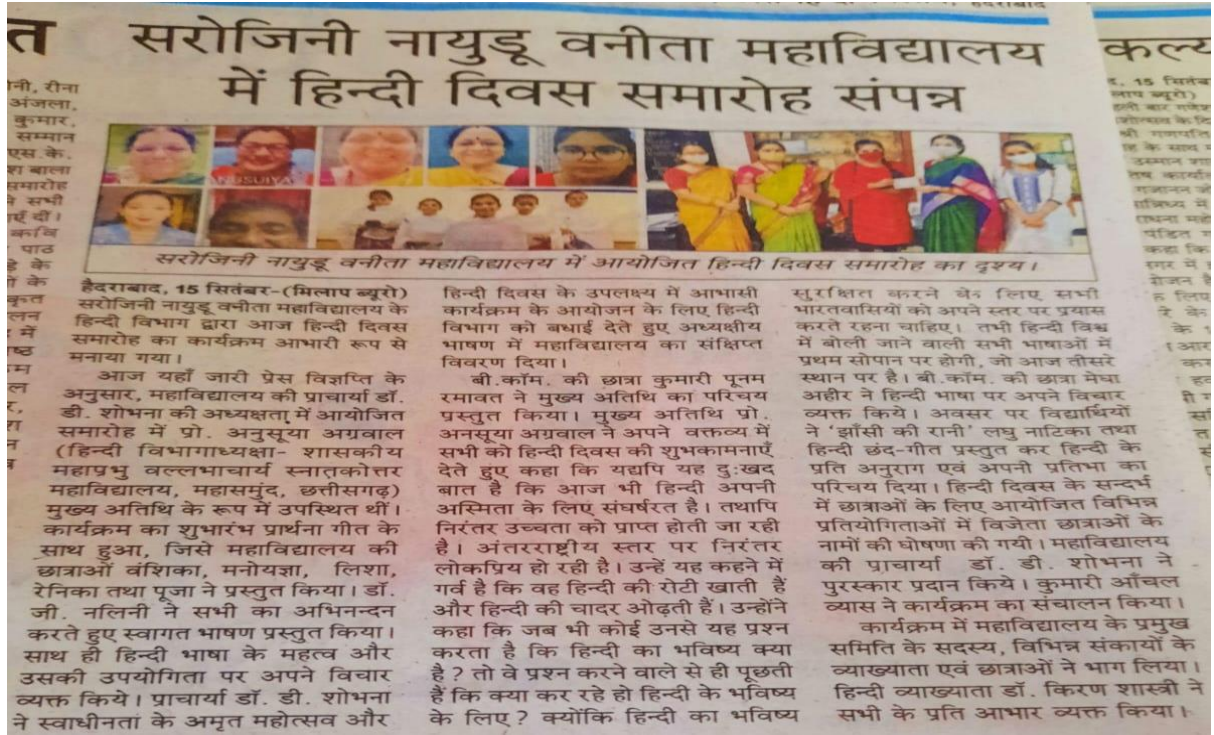 हैदराबाद
सरोजिनी नायुडू वनीता महाविद्यालय
में हिन्दी दिवस समारोह संपन्न
ANUSUIYA
सरोजिनी नायुडू वनीता महाविद्यालय में आयोजित हिन्दी दिवस समारोह का दृश्य।
हैदराबाद, 15 सितंबर-(मिलाप ब्यूरो)
सरोजिनी नायुडू वनीता महाविद्यालय के
हिन्दी विभाग द्वारा आज हिन्दी दिवस
समारोह का कार्यक्रम आभारी रूप से
मनाया गया।
आज यहाँ जारी प्रेस विज्ञप्ति के
अनुसार, महाविद्यालय की प्राचार्या डॉ.
डी. शोभना की अध्यक्षता में आयोजित
समारोह में प्रो. अनुसूया अग्रवाल
(हिन्दी विभागाध्यक्षा- शासकीय
महाप्रभु वल्लभाचार्य स्नातकोत्तर
महाविद्यालय, महासमुंद, छत्तीसगढ़)
मुख्य अतिथि के रूप में उपस्थित थीं।
कार्यक्रम का शुभारंभ प्रार्थना गीत के
साथ हुआ, जिसे महाविद्यालय की
छात्राओं वंशिका, मनोयज्ञा, लिशा,
रेनिका तथा पूजा ने प्रस्तुत किया। डॉ.
जी. नलिनी ने सभी का अभिनन्दन
करते हुए स्वागत भाषण प्रस्तुत किया।
साथ ही हिन्दी भाषा के महत्व और
उसकी उपयोगिता पर अपने विचार
व्यक्त किये। प्राचार्या डॉ. डी. शोभना
ने स्वाधीनता के अमृत महोत्सव और
हिन्दी दिवस के उपलक्ष्य में आभासी
कार्यक्रम के आयोजन के लिए हिन्दी
विभाग को बधाई देते हुए अध्यक्षीय
भाषण में महाविद्यालय का संक्षिप्त
विवरण दिया।
बी.कॉम. की छात्रा कुमारी पूनम
रमावत ने मुख्य अतिथि का परिचय
प्रस्तुत किया। मुख्य अतिथि प्रो.
अनसूया अग्रवाल ने अपने वक्तव्य में
सभी को हिन्दी दिवस की शुभकामनाएँ
देते हुए कहा कि यद्यपि यह दुःखद
बात है कि आज भी हिन्दी अपनी
अस्मिता के लिए संघर्षरत है। तथापि
निरंतर उच्चता को प्राप्त होती जा रही
है। अंतरराष्ट्रीय स्तर पर निरंतर
लोकप्रिय हो रही है। उन्हें यह कहने में
गर्व है कि वह हिन्दी की रोटी खाती हैं
और हिन्दी की चादर ओढ़ती हैं। उन्होंने
कहा कि जब भी कोई उनसे यह प्रश्न
करता है कि हिन्दी का भविष्य क्या
है ? तो वे प्रश्न करने वाले से ही पूछती
हैं कि क्या कर रहे हो हिन्दी के भविष्य
के लिए ? क्योंकि हिन्दी का भविष्य
सुरक्षित करने के लिए सभी
भारतवासियों को अपने स्तर पर प्रयास
करते रहना चाहिए। तभी हिन्दी विश्व
में बोली जाने वाली सभी भाषाओं में
प्रथम सोपान पर होगी, जो आज तीसरे
स्थान पर है। बी.कॉम. की छात्रा मेघा
अहीर ने हिन्दी भाषा पर अपने विचार
व्यक्त किये। अवसर पर विद्यार्थियों
ने 'झाँसी की रानी' लघु नाटिका तथा
हिन्दी छंद-गीत प्रस्तुत कर हिन्दी के
प्रति अनुराग एवं अपनी प्रतिभा का
परिचय दिया। हिन्दी दिवस के सन्दर्भ
में छात्राओं के लिए आयोजित विभिन्न
प्रतियोगिताओं में विजेता छात्राओं के
नामों की घोषणा की गयी। महाविद्यालय
की प्राचार्या डॉ. डी. शोभना ने
पुरस्कार प्रदान किये। कुमारी आँचल
व्यास ने कार्यक्रम का संचालन किया।
कार्यक्रम में महाविद्यालय के प्रमुख
समिति के सदस्य, विभिन्न संकायों के
व्याख्याता एवं छात्राओं ने भाग लिया।
हिन्दी व्याख्याता डॉ. किरण शास्त्री ने
सभी के प्रति आभार व्यक्त किया।